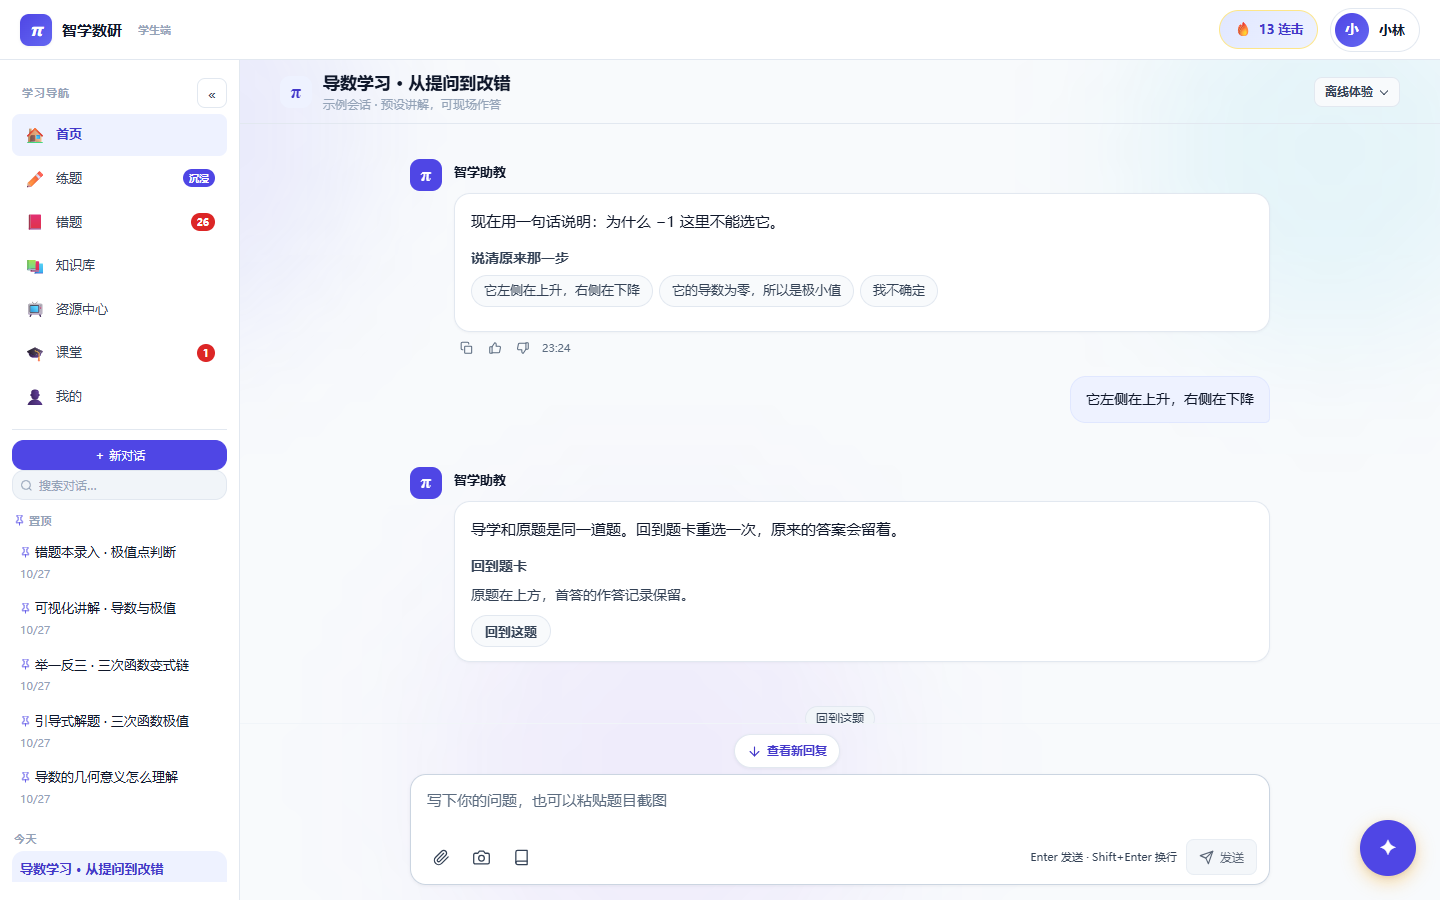 π 智学数研 学生端
13 连击
小 小林
学习导航
«
首页
练题 沉浸
错题 26
知识库
资源中心
课堂 1
我的
+ 新对话
搜索对话...
置顶
错题本录入 · 极值点判断
10/27
可视化讲解 · 导数与极值
10/27
举一反三 · 三次函数变式链
10/27
引导式解题 · 三次函数极值
10/27
导数的几何意义怎么理解
10/27
今天
导数学习 • 从提问到改错
π 导数学习 • 从提问到改错
示例会话 · 预设讲解，可现场作答
离线体验
π 智学助教
现在用一句话说明：为什么 −1 这里不能选它。
说清原来那一步
它左侧在上升，右侧在下降
它的导数为零，所以是极小值
我不确定
23:24
它左侧在上升，右侧在下降
π 智学助教
导学和原题是同一道题。回到题卡重选一次，原来的答案会留着。
回到题卡
原题在上方，首答的作答记录保留。
回到这题
回到这题
查看新回复
写下你的问题，也可以粘贴题目截图
Enter 发送 · Shift+Enter 换行
发送